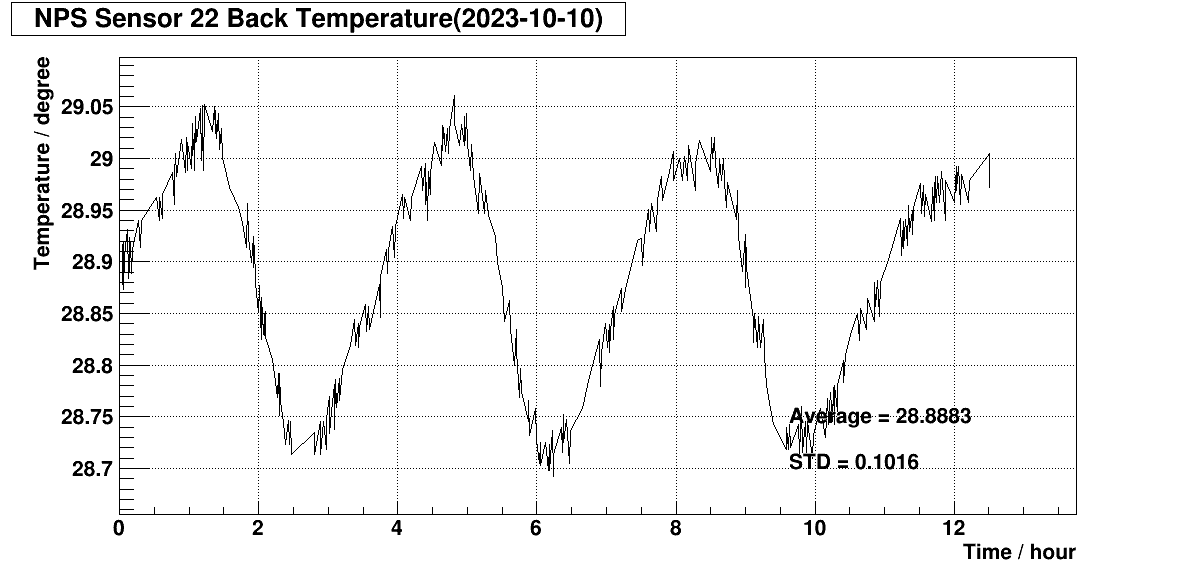 NPS Sensor 22 Back Temperature(2023-10-10)
Temperature / degree
29.05
29
28.95
28.9
28.85
28.8
28.75
28.7
Average = 28.8883
STD = 0.1016
0 2 4 6 8 10 12
Time / hour